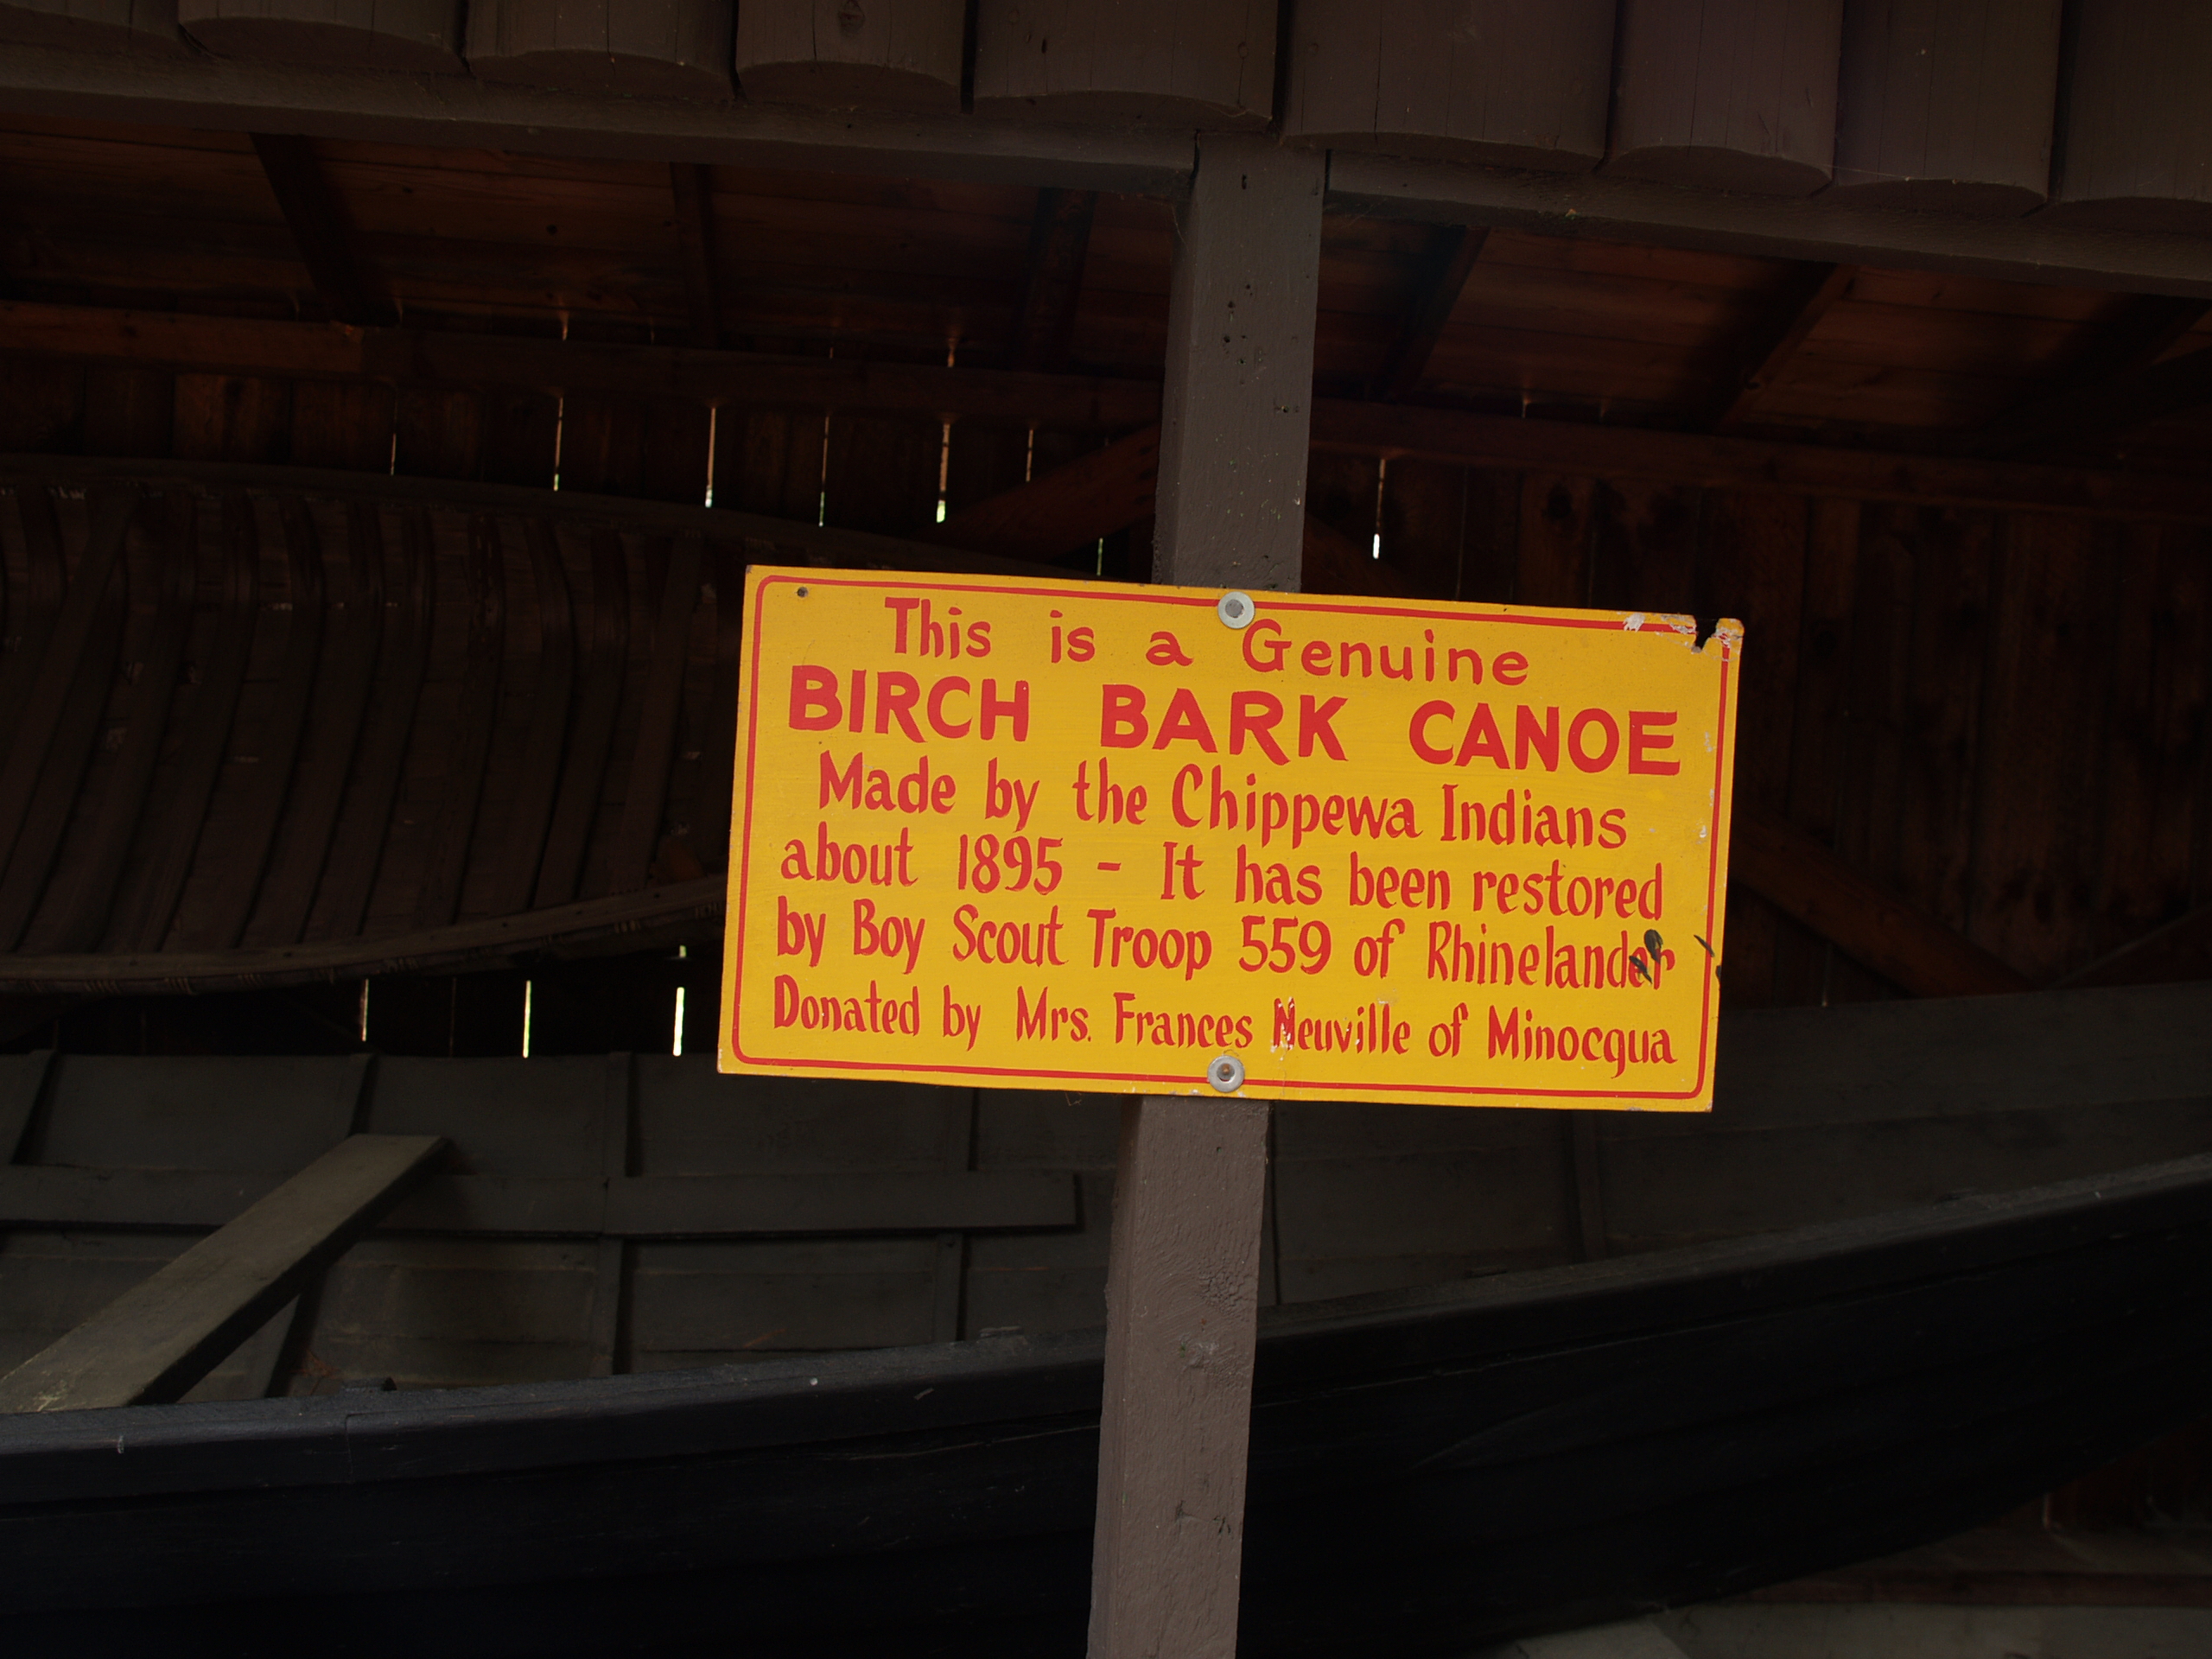 This is a Genuine
BIRCH BARK CANOE
Made by the Chippewa Indians
about 1895 - It has been restored
by Boy Scout Troop 559 of Rhinelander
Donated by Mrs. Frances Neuville of Minocqua